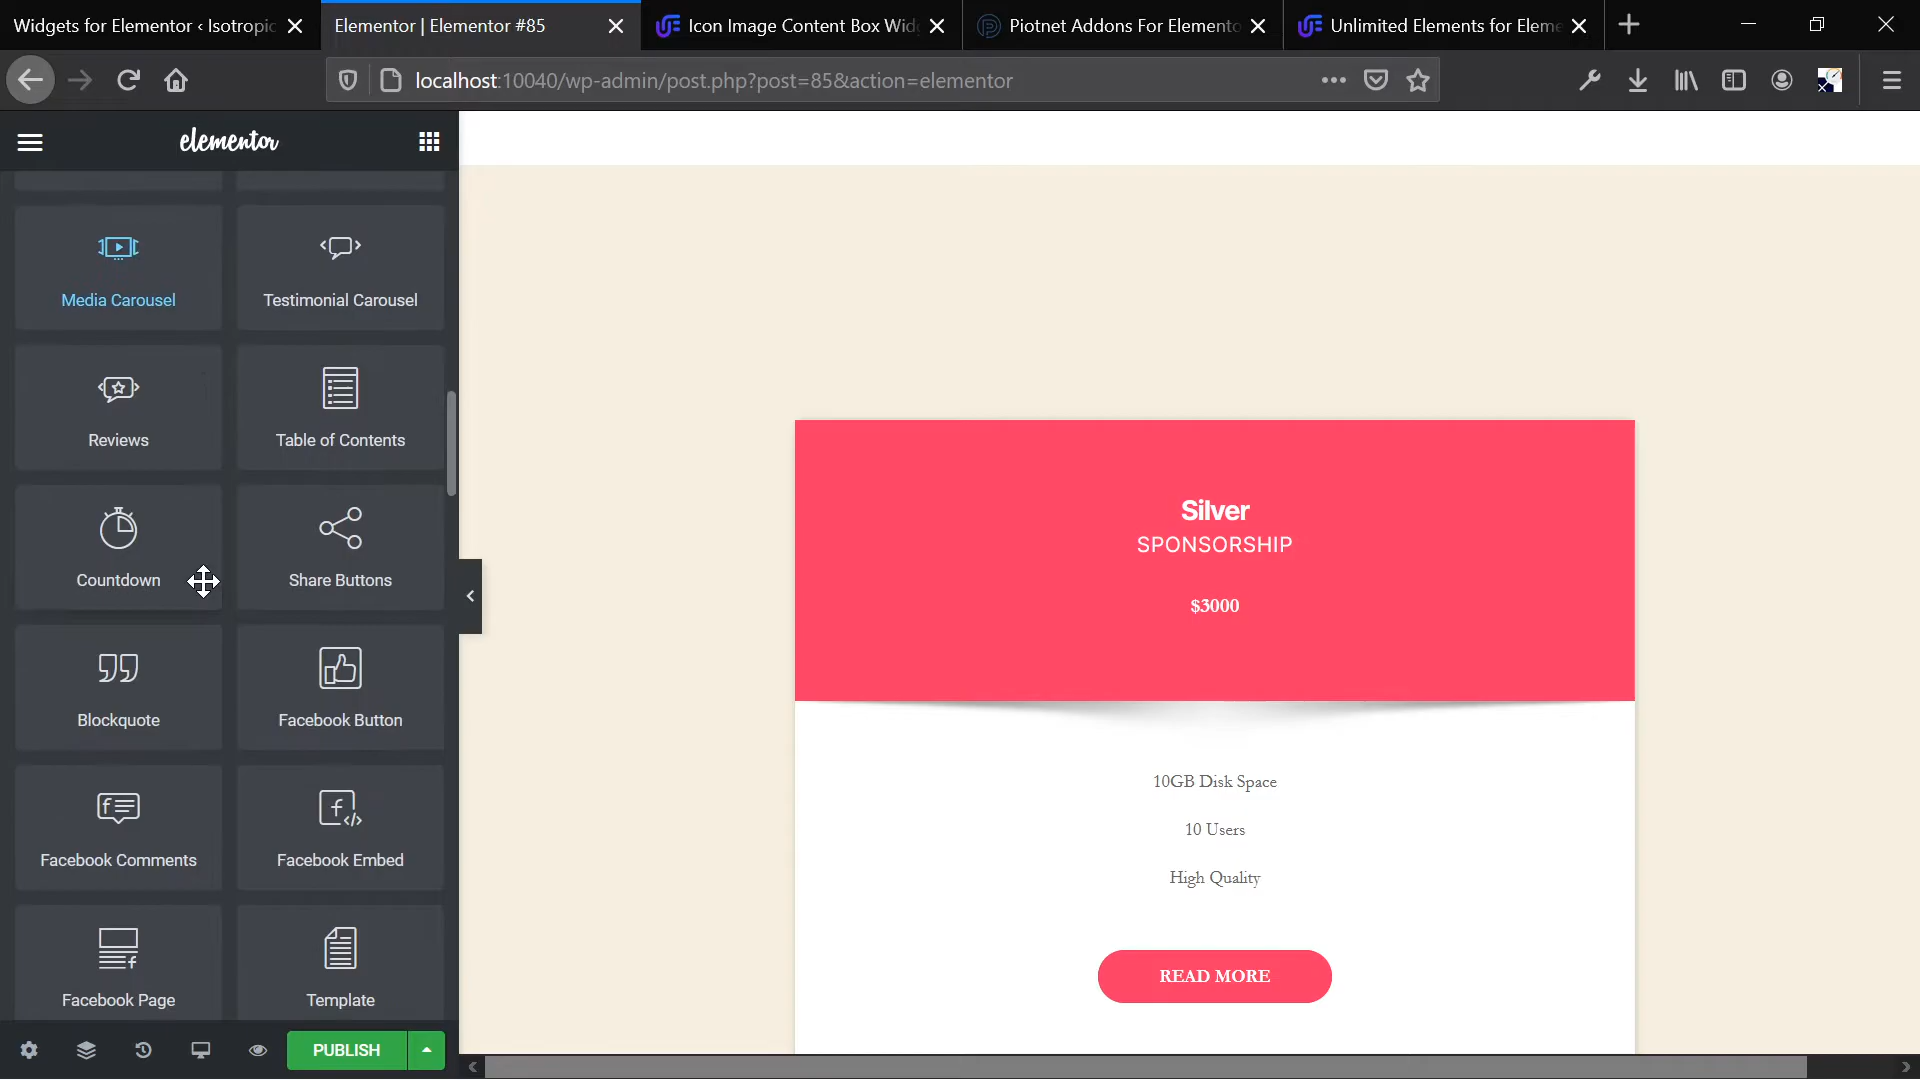 Widgets for Elementor ‹ Isotropic
Elementor | Elementor #85
Icon Image Content Box Wid
Piotnet Addons For Elemento
Unlimited Elements for Eleme
localhost:10040/wp-admin/post.php?post=85&action=elementor
elementor
Media Carousel
Testimonial Carousel
Reviews
Table of Contents
Countdown
Share Buttons
Blockquote
Facebook Button
Facebook Comments
Facebook Embed
Facebook Page
Template
PUBLISH
Silver
SPONSORSHIP
$3000
10GB Disk Space
10 Users
High Quality
READ MORE